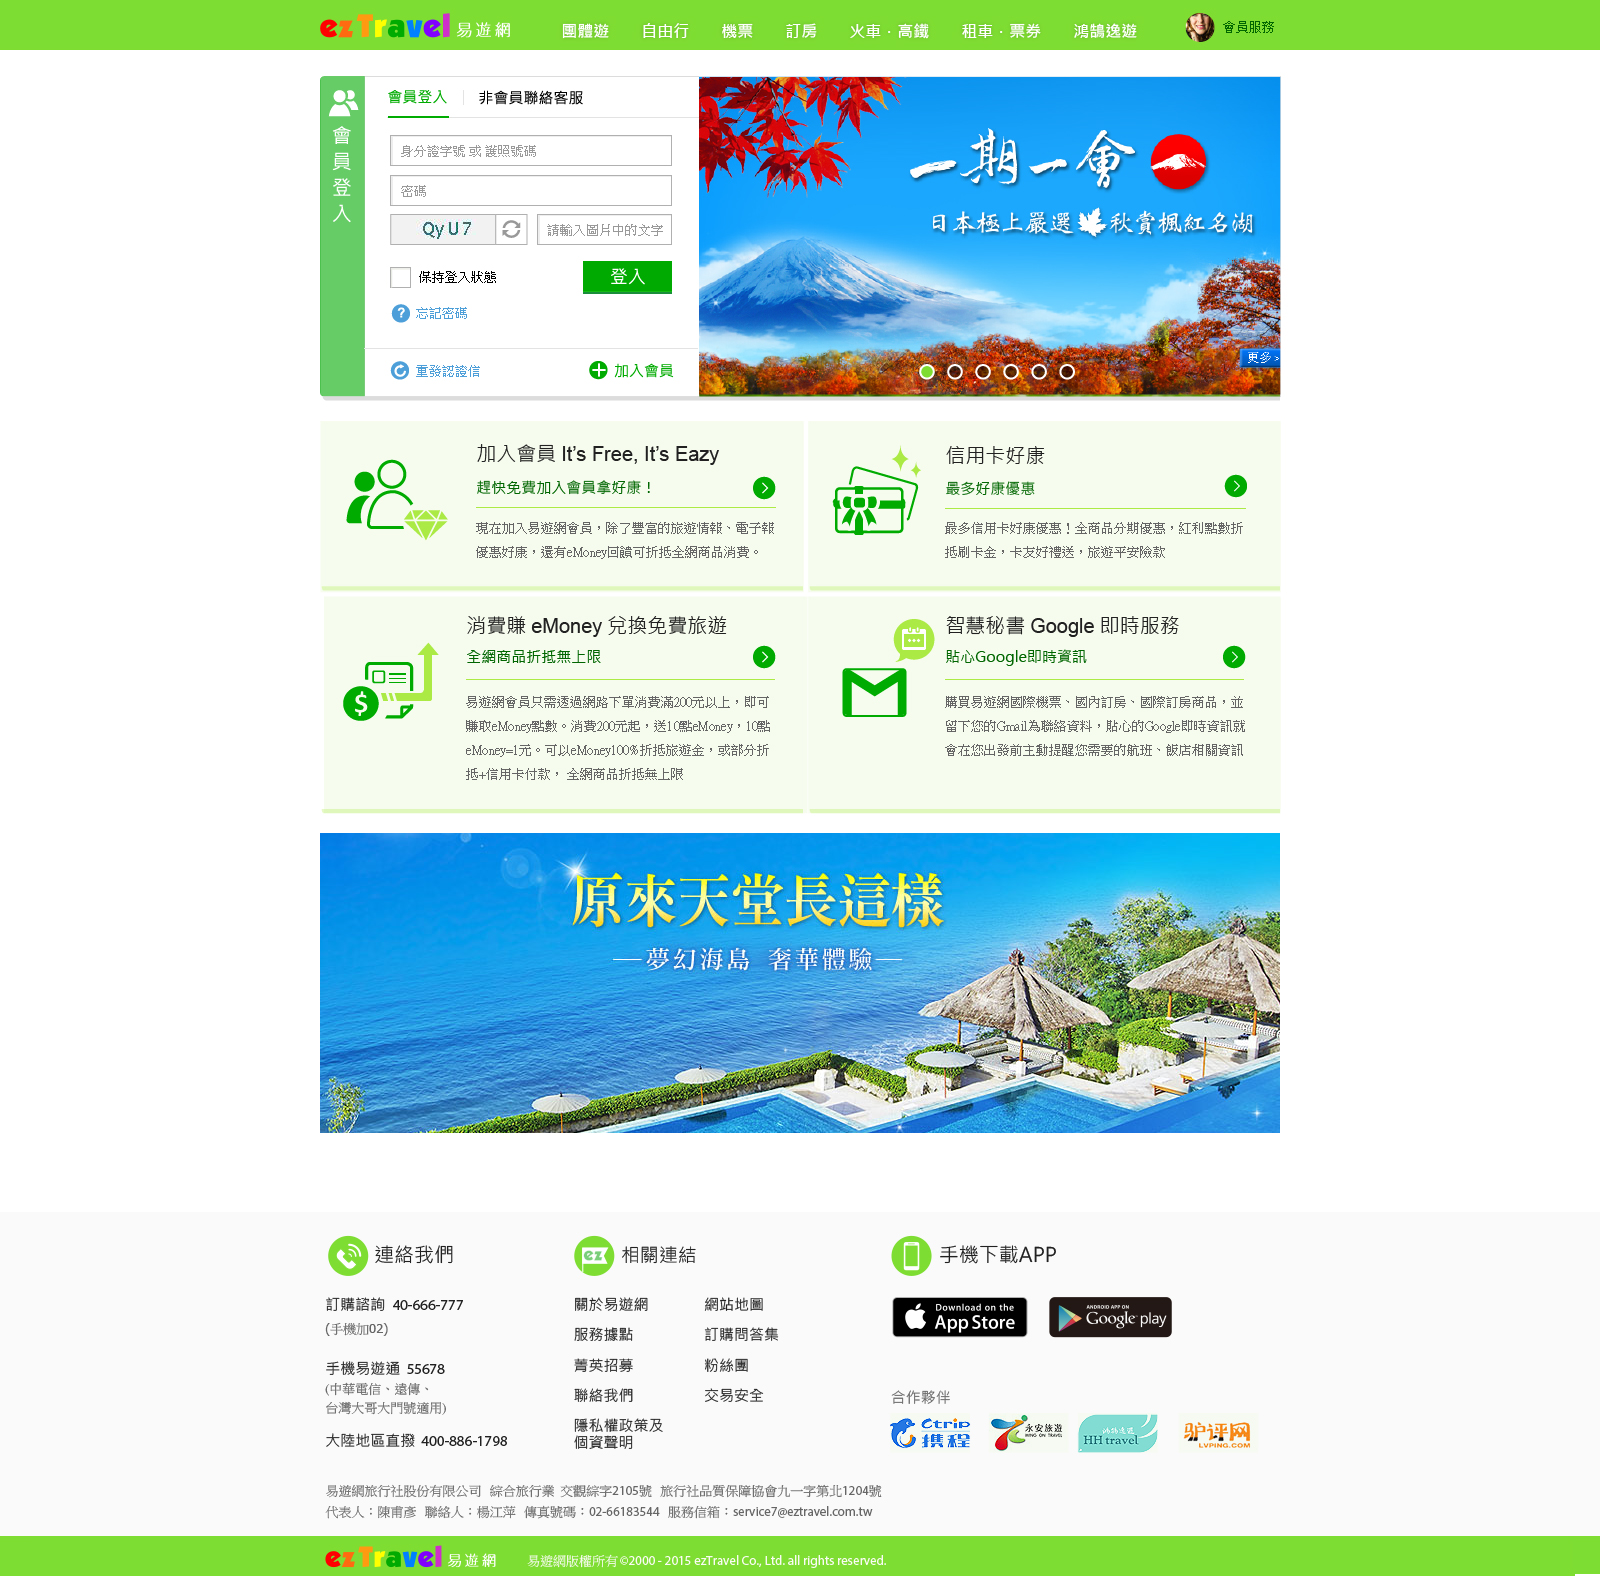 ezTravel 易遊網
團體遊 自由行 機票 訂房 火車・高鐵 租車・票券 鴻鵠逸遊
會員服務
會員登入
會員登入 非會員聯絡客服
身分證字號 或 護照號碼
密碼
Qy U 7
請輸入圖片中的文字
保持登入狀態
登入
忘記密碼
重發認證信
加入會員
一期一會
日本極上嚴選 秋賞楓紅名湖
更多 >
加入會員 It's Free, It's Eazy
趕快免費加入會員拿好康！
現在加入易遊網會員，除了豐富的旅遊情報、電子報
優惠好康，還有eMoney回饋可折抵全網商品消費。
信用卡好康
最多好康優惠
最多信用卡好康優惠！全商品分期優惠，紅利點數折
抵刷卡金，卡友好禮送，旅遊平安險款
消費賺 eMoney 兌換免費旅遊
全網商品折抵無上限
易遊網會員只需透過網路下單消費滿200元以上，即可
賺取eMoney點數。消費200元起，送10點eMoney，10點
eMoney=1元。可以eMoney100%折抵旅遊金，或部分折
抵+信用卡付款， 全網商品折抵無上限
智慧秘書 Google 即時服務
貼心Google即時資訊
購買易遊網國際機票、國內訂房、國際訂房商品，並
留下您的Gmail為聯絡資料，貼心的Google即時資訊就
會在您出發前主動提醒您需要的航班、飯店相關資訊
原來天堂長這樣
—夢幻海島 奢華體驗—
連絡我們
訂購諮詢 40-666-777
(手機加02)
手機易遊通 55678
(中華電信、遠傳、
台灣大哥大門號適用)
大陸地區直撥 400-886-1798
ez
相關連結
關於易遊網
服務據點
菁英招募
聯絡我們
隱私權政策及
個資聲明
網站地圖
訂購問答集
粉絲團
交易安全
手機下載APP
Download on the
App Store
ANDROID APP ON
Google play
合作夥伴
Ctrip
携程
永安旅遊
WING ON TRAVEL
鴻鵠逸遊
HH travel
驴评网
LVPING.COM
易遊網旅行社股份有限公司 綜合旅行業 交觀綜字2105號 旅行社品質保障協會九一字第北1204號
代表人：陳甫彥 聯絡人：楊江萍 傳真號碼：02-66183544 服務信箱：service7@eztravel.com.tw
ezTravel 易遊網
易遊網版權所有©2000 - 2015 ezTravel Co., Ltd. all rights reserved.